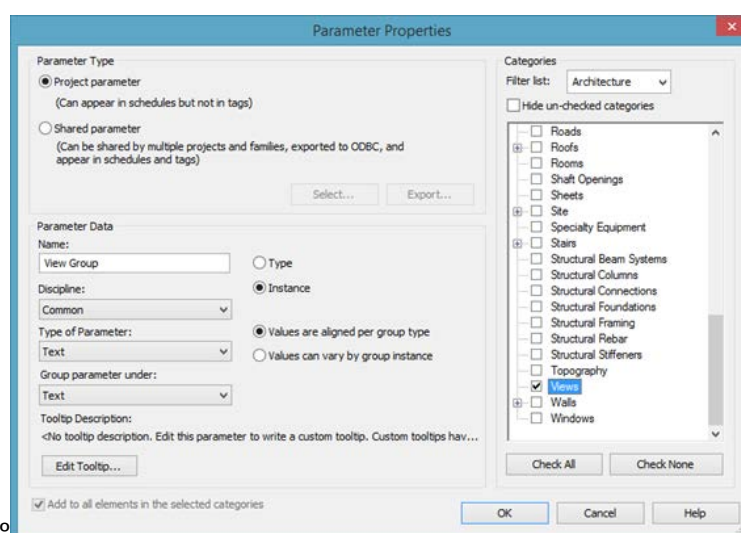 Parameter Properties
Parameter Type
Project parameter
(Can appear in schedules but not in tags)
Shared parameter
(Can be shared by multiple projects and families, exported to ODBC, and
appear in schedules and tags)
Select...
Export...
Parameter Data
Name:
View Group
Type
Discipline:
Instance
Common
Type of Parameter:
Values are aligned per group type
Text
Values can vary by group instance
Group parameter under:
Text
Tooltip Description:
<No tooltip description. Edit this parameter to write a custom tooltip. Custom tooltips hav...
Edit Tooltip...
Add to all elements in the selected categories
Categories
Filter list:
Architecture
Hide un-checked categories
Roads
Roofs
Rooms
Shaft Openings
Sheets
Site
Specialty Equipment
Stairs
Structural Beam Systems
Structural Columns
Structural Connections
Structural Foundations
Structural Framing
Structural Rebar
Structural Stiffeners
Topography
Views
Walls
Windows
Check All
Check None
OK
Cancel
Help
o